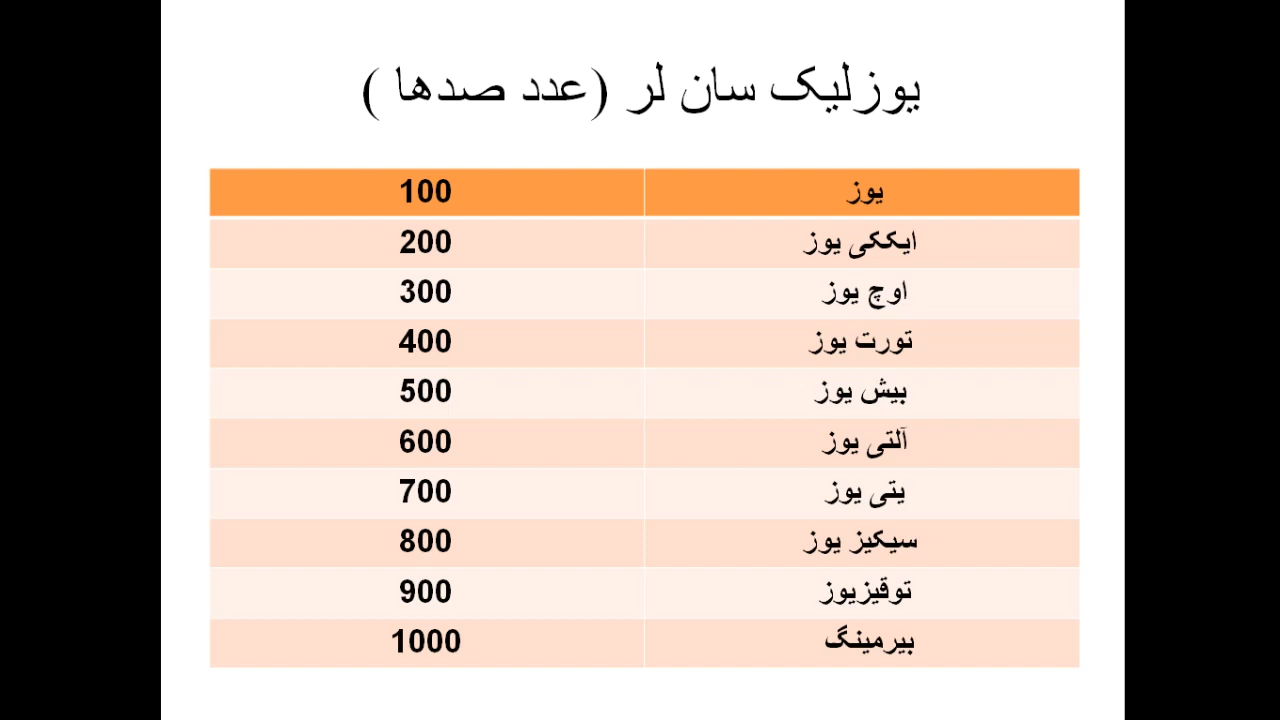 یوزلیک سان لر (عدد صدها )
یوز 100
ایککی یوز 200
اوچ یوز 300
تورت یوز 400
بیش یوز 500
آلتی یوز 600
یتی یوز 700
سیکیز یوز 800
توقیزیوز 900
بیرمینگ 1000